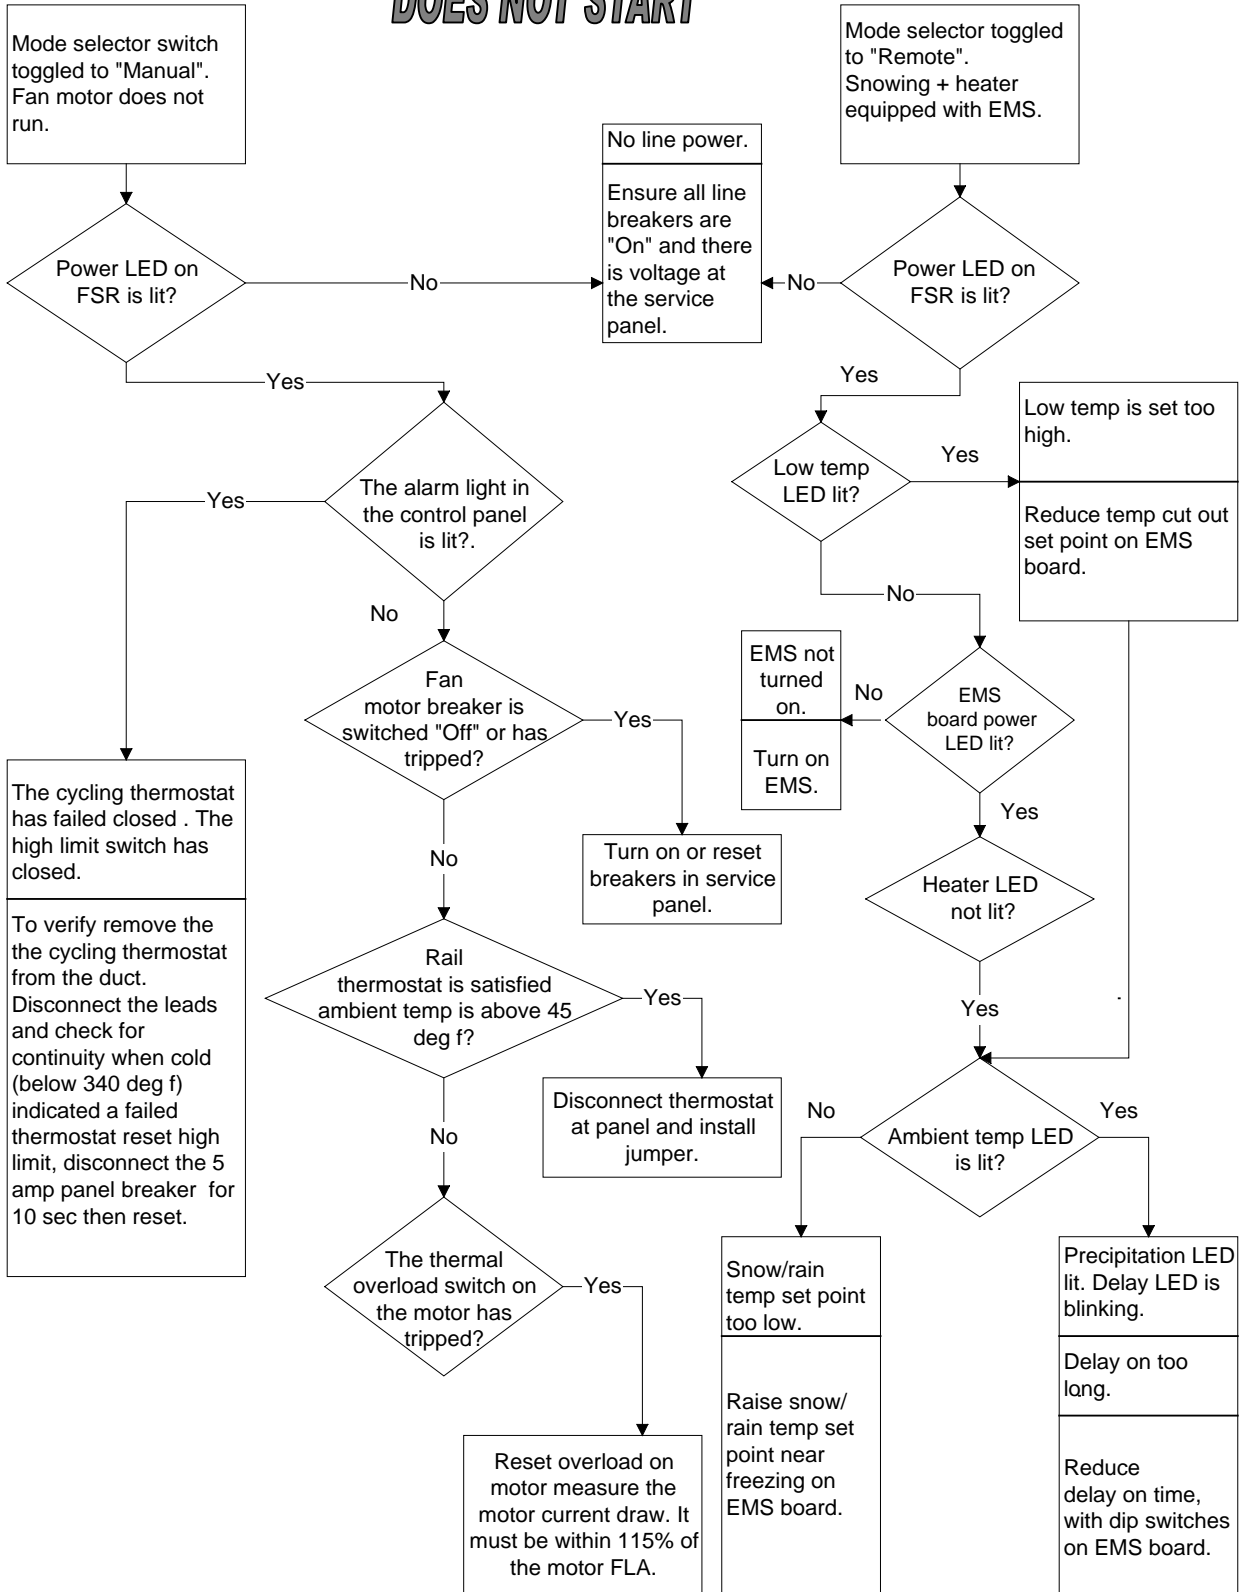 DOES NOT START
Mode selector switch
toggled to "Manual".
Fan motor does not
run.
Mode selector toggled
to "Remote".
Snowing + heater
equipped with EMS.
No line power.
Ensure all line
breakers are
"On" and there
is voltage at
the service
panel.
Power LED on
FSR is lit?
No
No
Power LED on
FSR is lit?
Yes
Yes
Low temp is set too
high.
Reduce temp cut out
set point on EMS
board.
Low temp
LED lit?
Yes
The alarm light in
the control panel
is lit?.
Yes
No
No
EMS not
turned
on.
Turn on
EMS.
No
EMS
board power
LED lit?
Fan
motor breaker is
switched "Off" or has
tripped?
Yes
Yes
The cycling thermostat
has failed closed . The
high limit switch has
closed.
To verify remove the
the cycling thermostat
from the duct.
Disconnect the leads
and check for
continuity when cold
(below 340 deg f)
indicated a failed
thermostat reset high
limit, disconnect the 5
amp panel breaker  for
10 sec then reset.
No
Turn on or reset
breakers in service
panel.
Heater LED
not lit?
Rail
thermostat is satisfied
ambient temp is above 45
deg f?
Yes
Yes
Disconnect thermostat
at panel and install
jumper.
No
No
Ambient temp LED
is lit?
Yes
The thermal
overload switch on
the motor has
tripped?
Yes
Snow/rain
temp set point
too low.
Raise snow/
rain temp set
point near
freezing on
EMS board.
Precipitation LED
lit. Delay LED is
blinking.
Delay on too
long.
Reduce
delay on time,
with dip switches
on EMS board.
Reset overload on
motor measure the
motor current draw. It
must be within 115% of
the motor FLA.